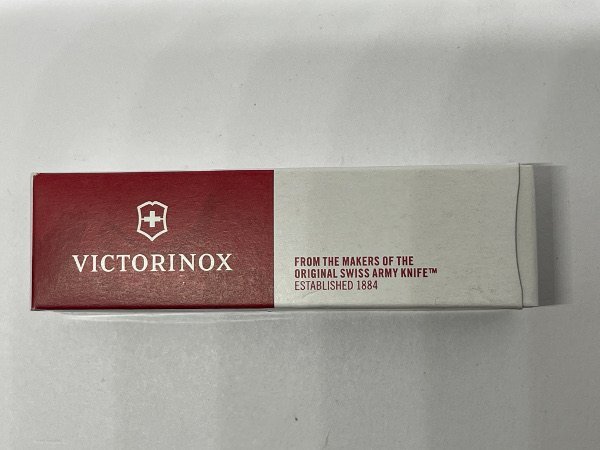 VICTORINOX
FROM THE MAKERS OF THE
ORIGINAL SWISS ARMY KNIFE™
ESTABLISHED 1884